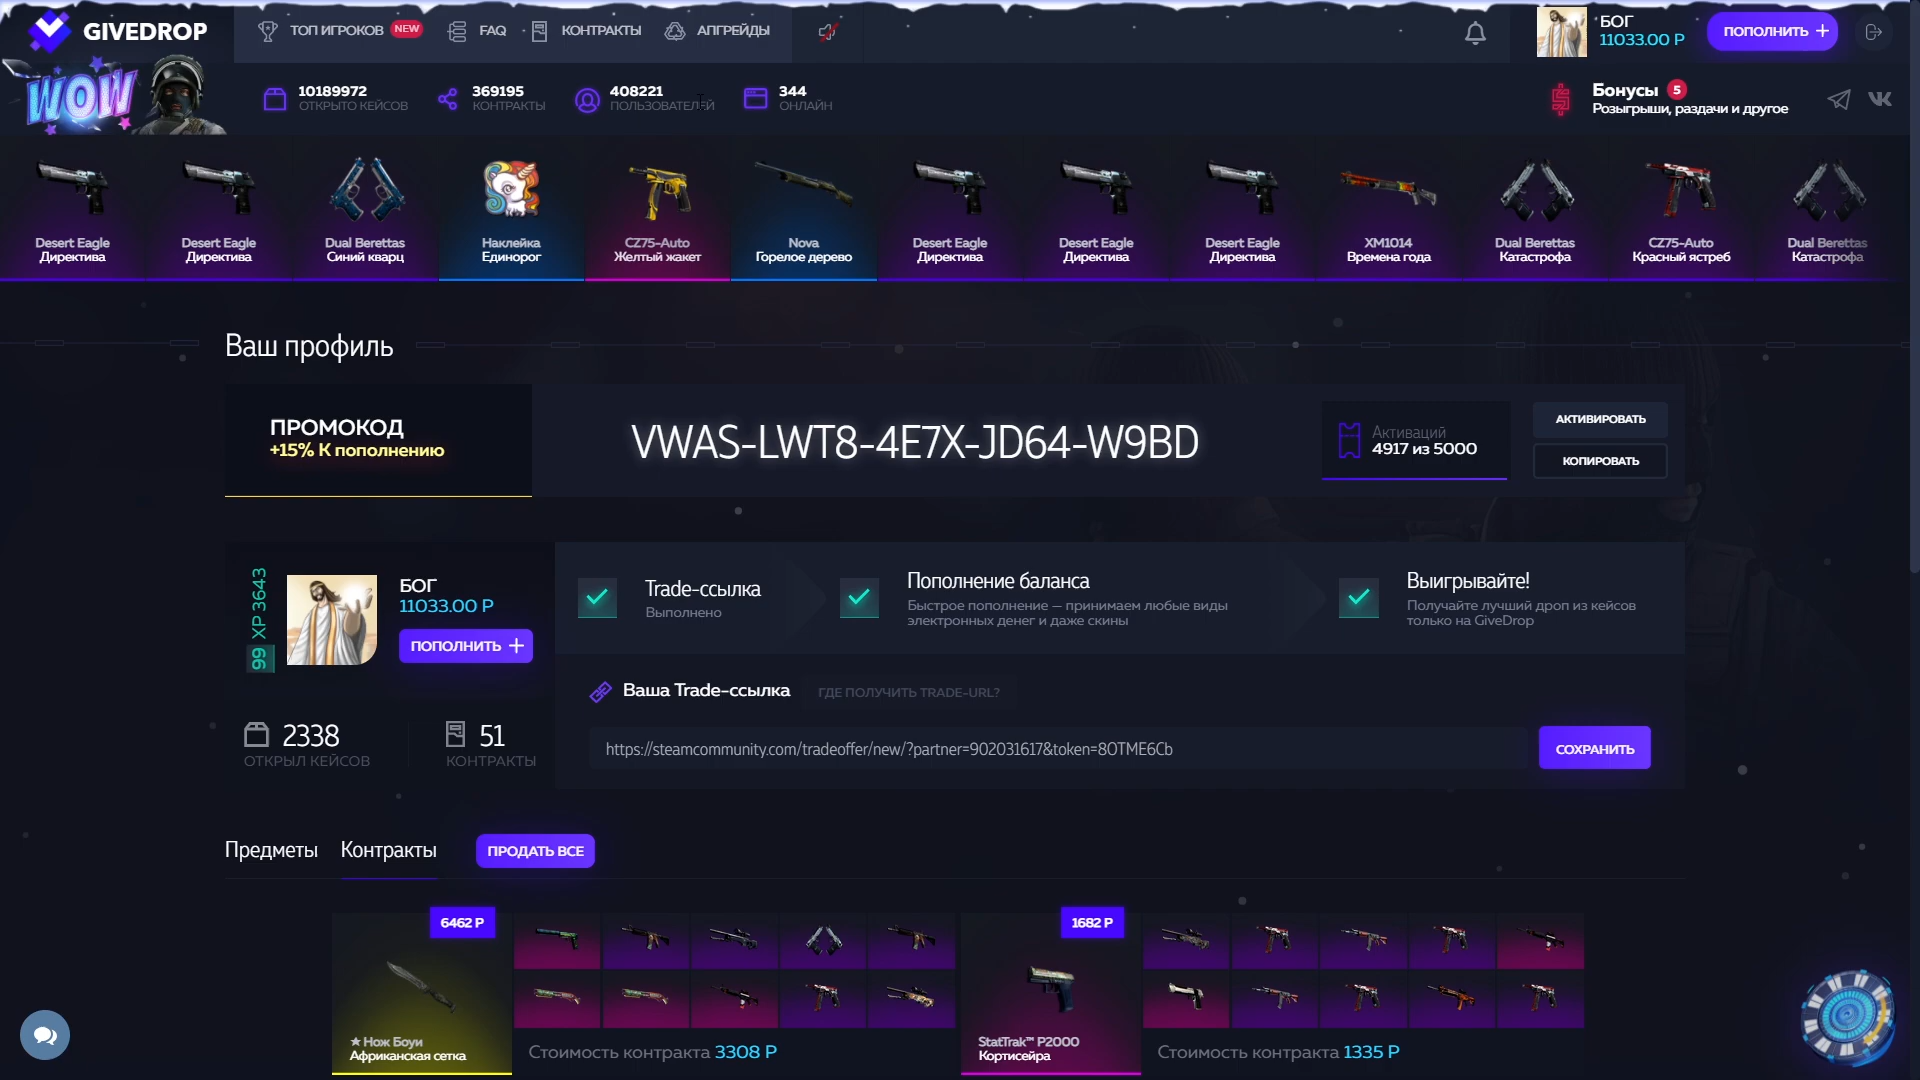 GIVEDROP
ТОП ИГРОКОВ NEW
FAQ
КОНТРАКТЫ
АПГРЕЙДЫ
БОГ
11033.00 Р
ПОПОЛНИТЬ
WOW
10189972
ОТКРЫТО КЕЙСОВ
369195
КОНТРАКТЫ
408221
ПОЛЬЗОВАТЕЛЕЙ
344
ОНЛАЙН
Бонусы 5
Розыгрыши, раздачи и другое
Desert Eagle
Директива
Desert Eagle
Директива
Dual Berettas
Синий кварц
Наклейка
Единорог
CZ75-Auto
Желтый жакет
Nova
Горелое дерево
Desert Eagle
Директива
Desert Eagle
Директива
Desert Eagle
Директива
XM1014
Времена года
Dual Berettas
Катастрофа
CZ75-Auto
Красный ястреб
Dual Berettas
Катастрофа
Ваш профиль
ПРОМОКОД
+15% К пополнению
VWAS-LWT8-4E7X-JD64-W9BD
Активаций
4917 из 5000
АКТИВИРОВАТЬ
КОПИРОВАТЬ
99 XP 3643
БОГ
11033.00 Р
ПОПОЛНИТЬ
2338
ОТКРЫЛ КЕЙСОВ
51
КОНТРАКТЫ
Trade-ссылка
Выполнено
Пополнение баланса
Быстрое пополнение — принимаем любые виды
электронных денег и даже скины
Выигрывайте!
Получайте лучший дроп из кейсов
только на GiveDrop
Ваша Trade-ссылка
ГДЕ ПОЛУЧИТЬ TRADE-URL?
https://steamcommunity.com/tradeoffer/new/?partner=902031617&token=8OTME6Cb
СОХРАНИТЬ
Предметы
Контракты
ПРОДАТЬ ВСЕ
6462 Р
★ Нож Боуи
Африканская сетка
Стоимость контракта 3308 Р
1682 Р
StatTrak™ P2000
Кортисейра
Стоимость контракта 1335 Р